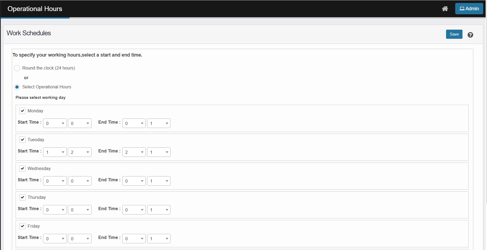 Operational Hours
Admin
Work Schedules
Save
To specify your working hours,select a start and end time.
Round the clock (24 hours)
or
Select Operational Hours
Please select working day
Monday
Start Time : 0 0 End Time : 0 1
Tuesday
Start Time : 1 2 End Time : 2 1
Wednesday
Start Time : 0 0 End Time : 0 1
Thursday
Start Time : 0 0 End Time : 0 1
Friday
Start Time : 0 0 End Time : 0 1